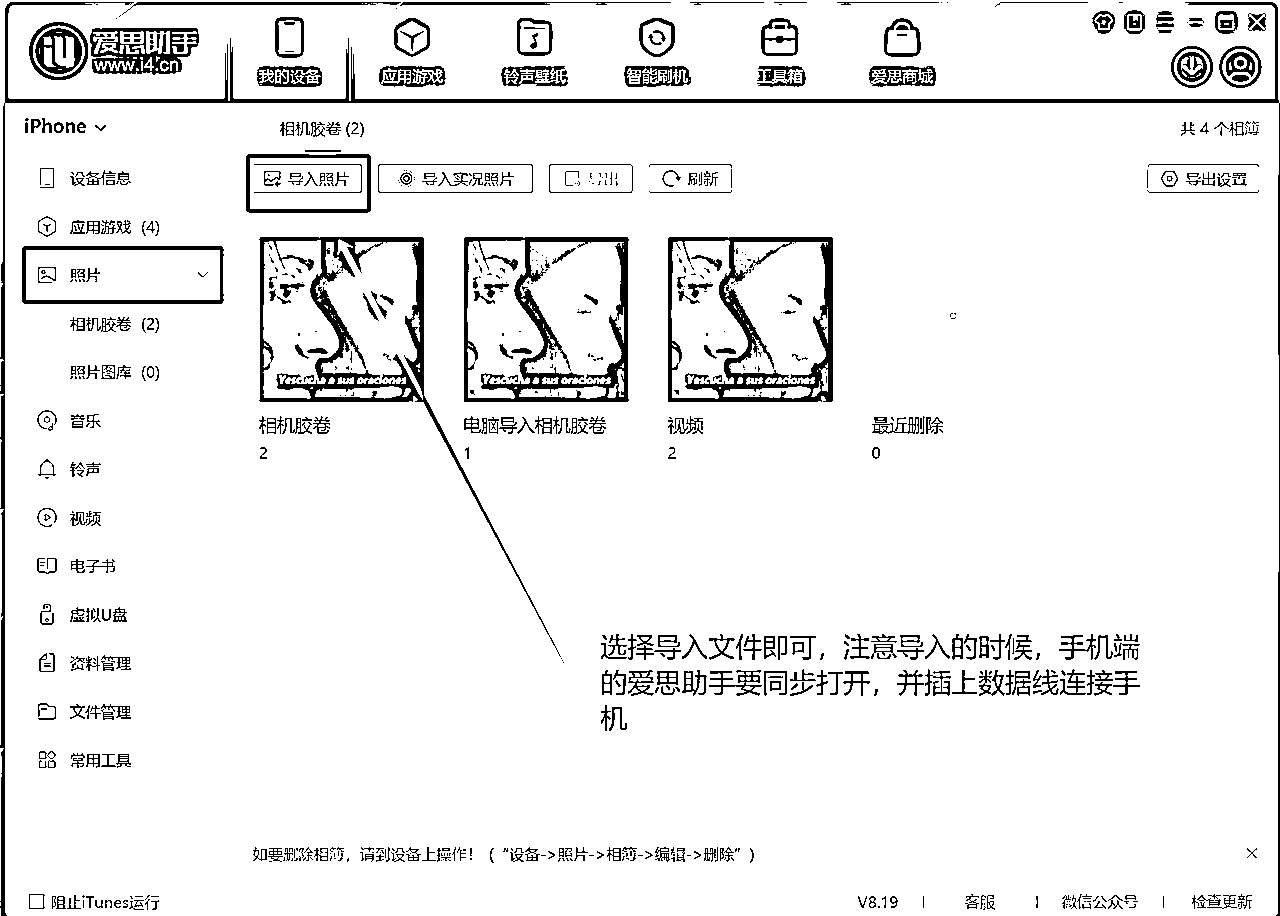 爱思助手
www.i4.cn
我的设备
应用游戏
铃声壁纸
智能刷机
工具箱
爱思商城
iPhone
相机胶卷 (2)
共 4 个相簿
导入照片
导入实况照片
导出
刷新
导出设置
设备信息
应用游戏 (4)
照片
相机胶卷 (2)
照片图库 (0)
音乐
铃声
视频
电子书
虚拟U盘
资料管理
文件管理
常用工具
Yescucha a sus oraciones
Yescucha a sus oraciones
Yescucha a sus oraciones
相机胶卷
2
电脑导入相机胶卷
1
视频
2
最近删除
0
选择导入文件即可，注意导入的时候，手机端
的爱思助手要同步打开，并插上数据线连接手
机
如要删除相簿，请到设备上操作！（“设备->照片->相簿->编辑->删除”）
阻止iTunes运行
V8.19
客服
微信公众号
检查更新